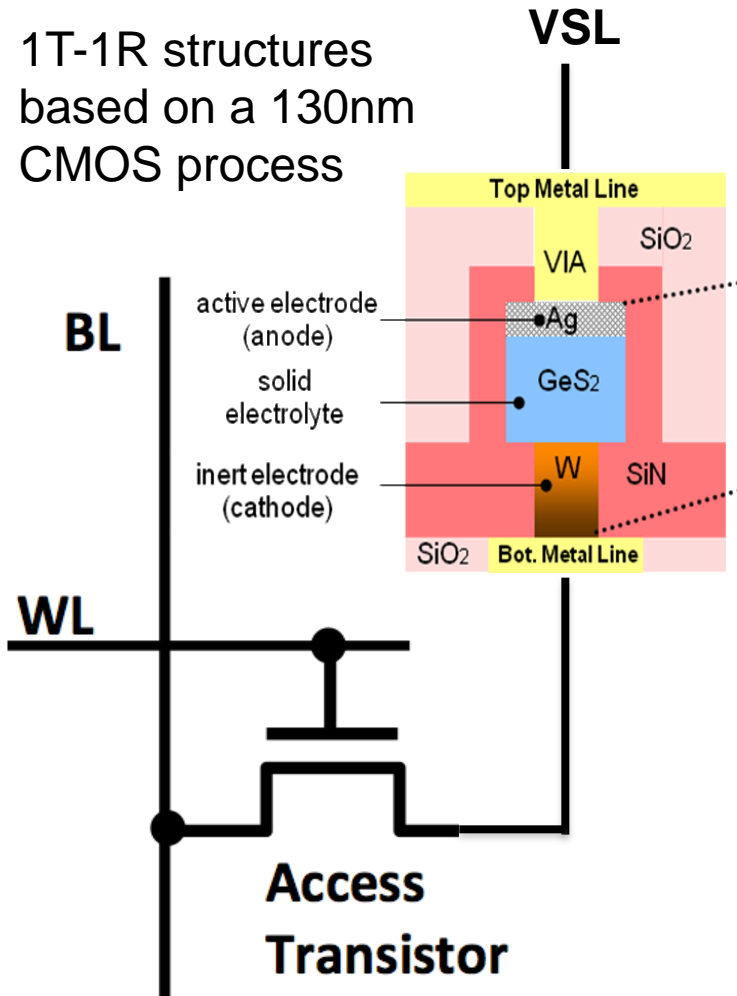 1T-1R structures
based on a 130nm
CMOS process
VSL
Top Metal Line
SiO2
VIA
active electrode
(anode)
Ag
BL
solid
electrolyte
GeS2
inert electrode
(cathode)
W
SiN
SiO2
Bot. Metal Line
WL
Access
Transistor